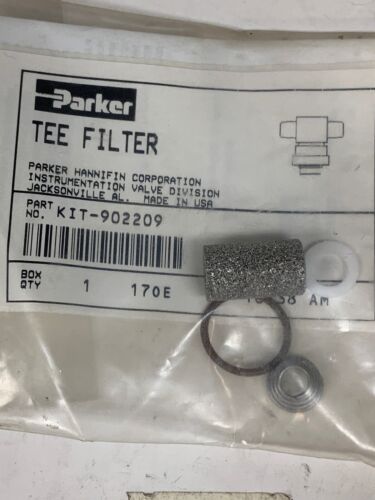 Parker
TEE FILTER
PARKER HANNIFIN CORPORATION
INSTRUMENTATION VALVE DIVISION
JACKSONVILLE AL. MADE IN USA
PART NO. KIT-902209
BOX QTY 1 170E AM